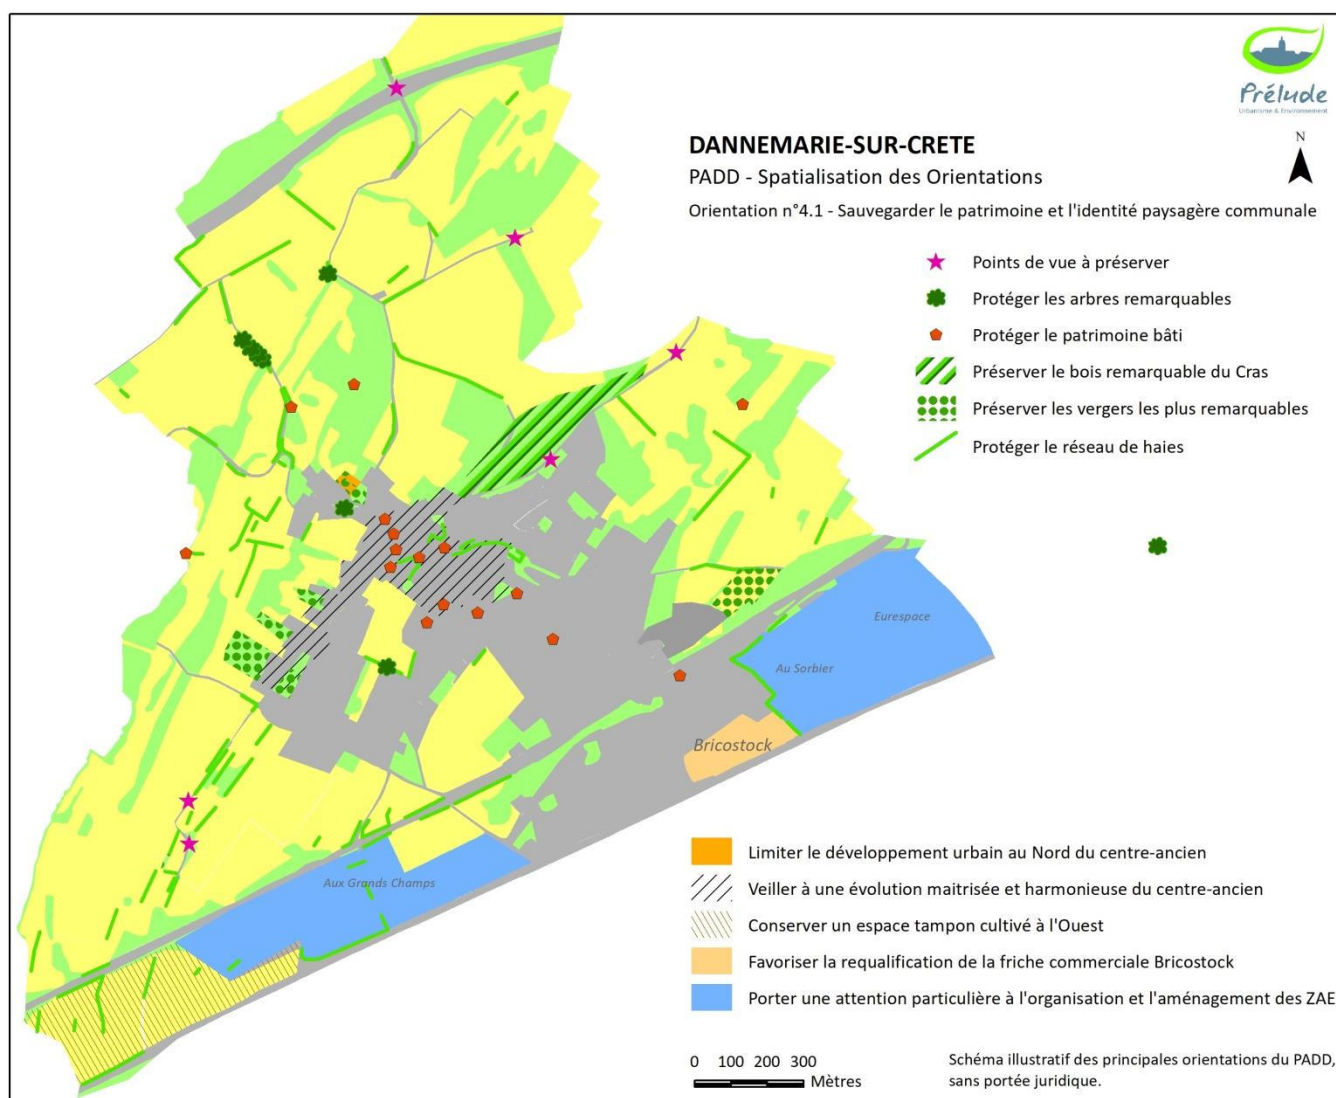 Prélude
Urbanisme & Environnement
N
DANNEMARIE-SUR-CRETE
PADD - Spatialisation des Orientations
Orientation n°4.1 - Sauvegarder le patrimoine et l'identité paysagère communale
Points de vue à préserver
Protéger les arbres remarquables
Protéger le patrimoine bâti
Préserver le bois remarquable du Cras
Préserver les vergers les plus remarquables
Protéger le réseau de haies
Eurespace
Au Sorbier
Bricostock
Aux Grands Champs
Limiter le développement urbain au Nord du centre-ancien
Veiller à une évolution maitrisée et harmonieuse du centre-ancien
Conserver un espace tampon cultivé à l'Ouest
Favoriser la requalification de la friche commerciale Bricostock
Porter une attention particulière à l'organisation et l'aménagement des ZAE
0 100 200 300
Mètres
Schéma illustratif des principales orientations du PADD,
sans portée juridique.